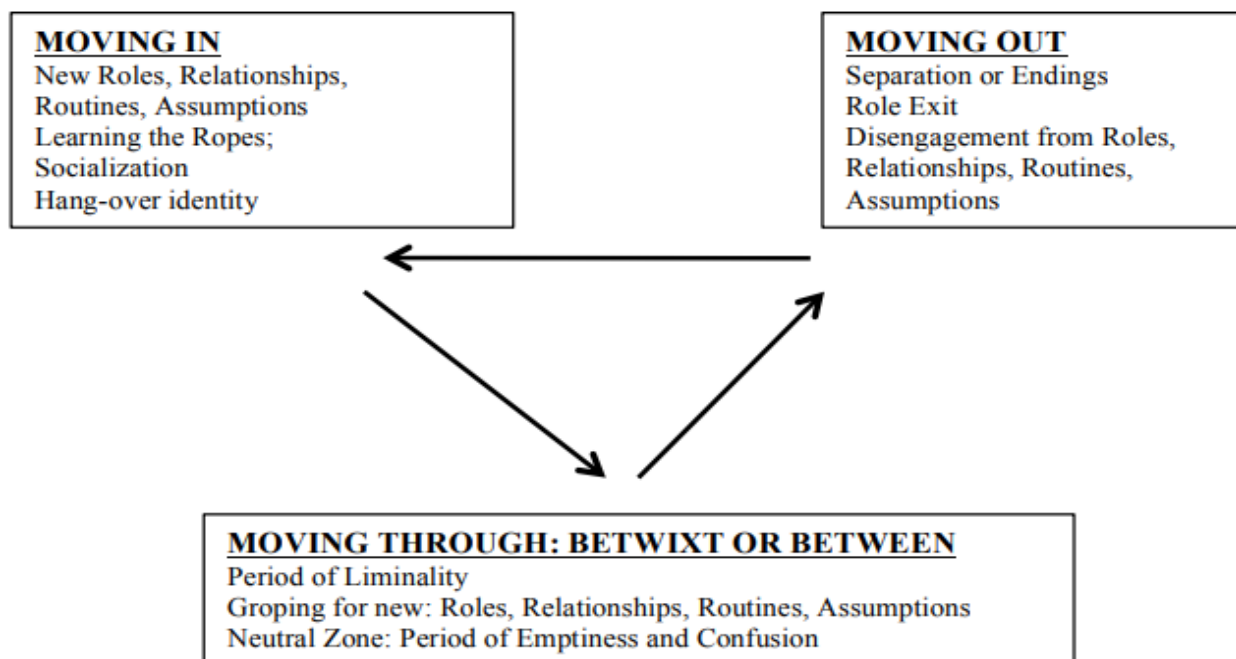 MOVING IN
New Roles, Relationships,
Routines, Assumptions
Learning the Ropes;
Socialization
Hang-over identity
MOVING OUT
Separation or Endings
Role Exit
Disengagement from Roles,
Relationships, Routines,
Assumptions
MOVING THROUGH: BETWIXT OR BETWEEN
Period of Liminality
Groping for new: Roles, Relationships, Routines, Assumptions
Neutral Zone: Period of Emptiness and Confusion